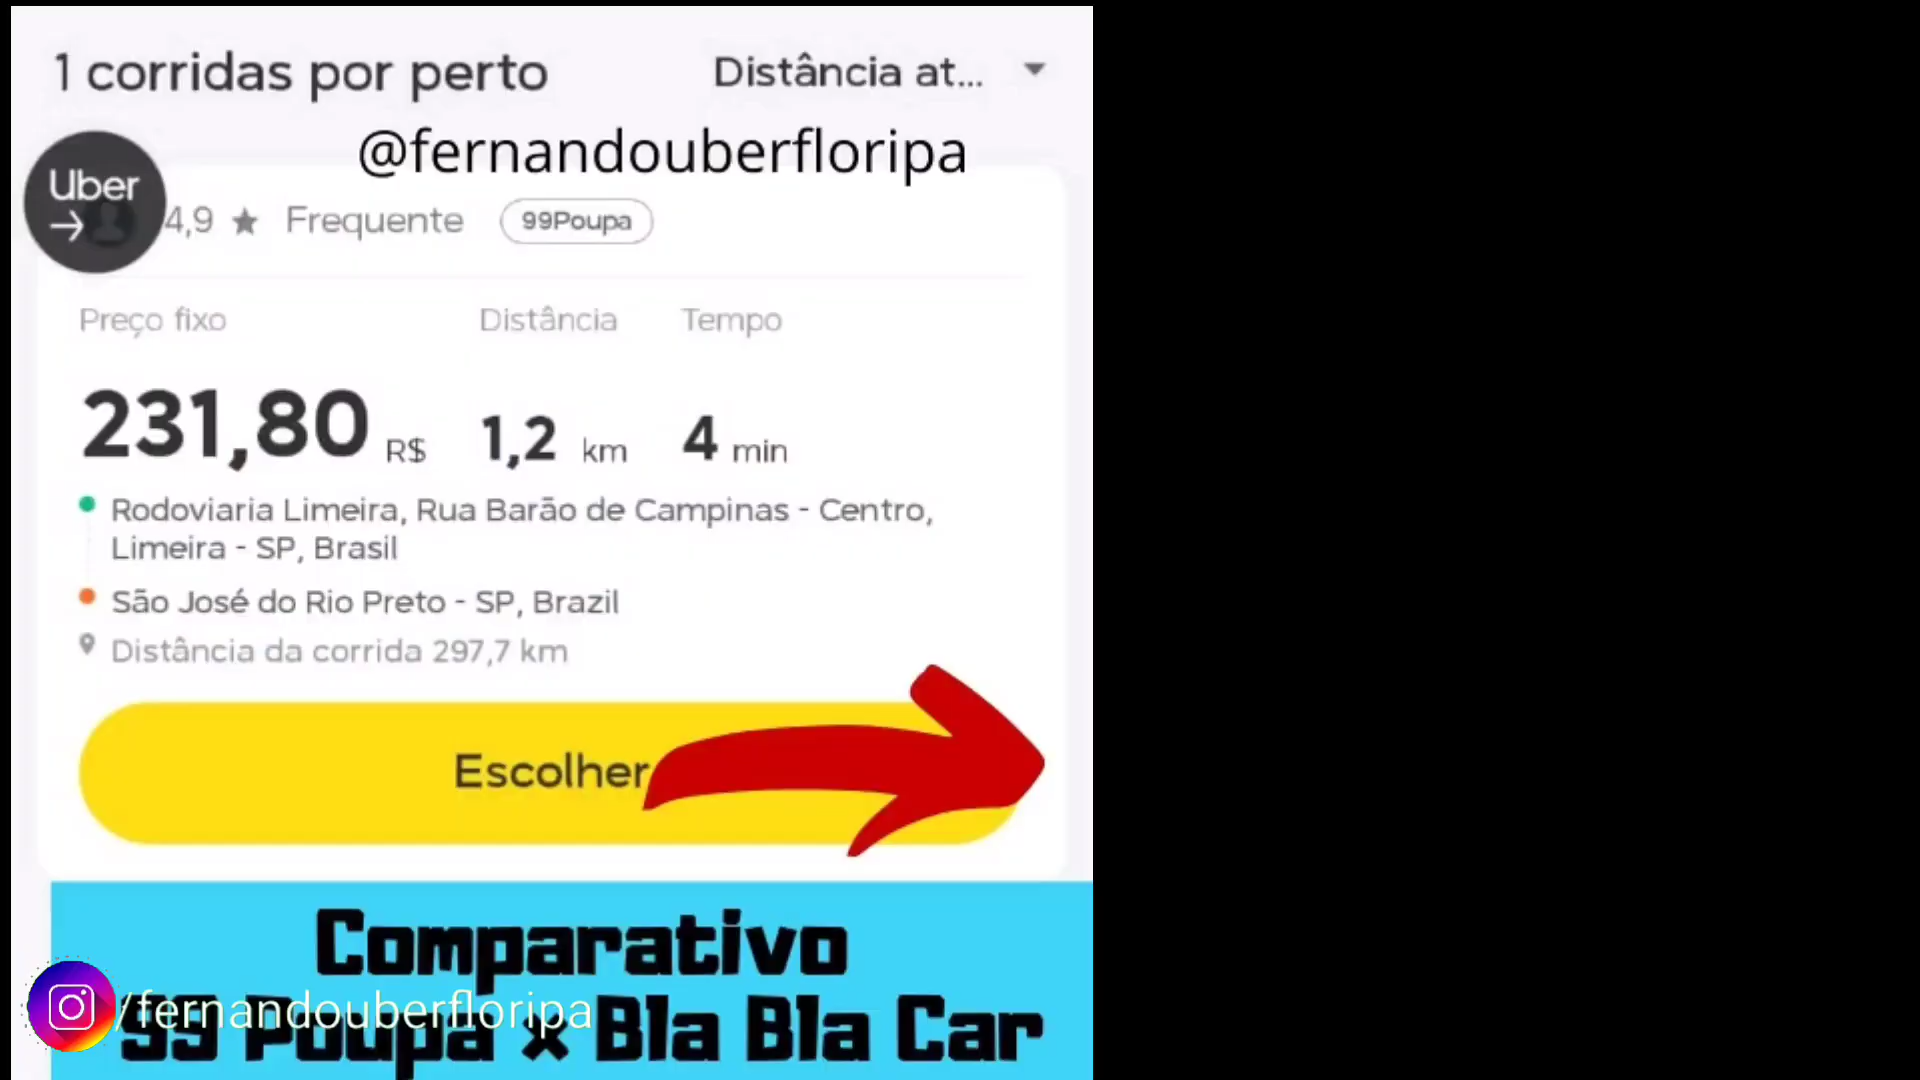 1 corridas por perto
Distância at...
@fernandouberfloripa
Uber
4,9 ★ Frequente 99Poupa
Preço fixo Distância Tempo
231,80 R$ 1,2 km 4 min
Rodoviaria Limeira, Rua Barão de Campinas - Centro,
Limeira - SP, Brasil
São José do Rio Preto - SP, Brazil
Distância da corrida 297,7 km
Escolher
Comparativo
99 Poupa x Bla Bla Car
/fernandouberfloripa